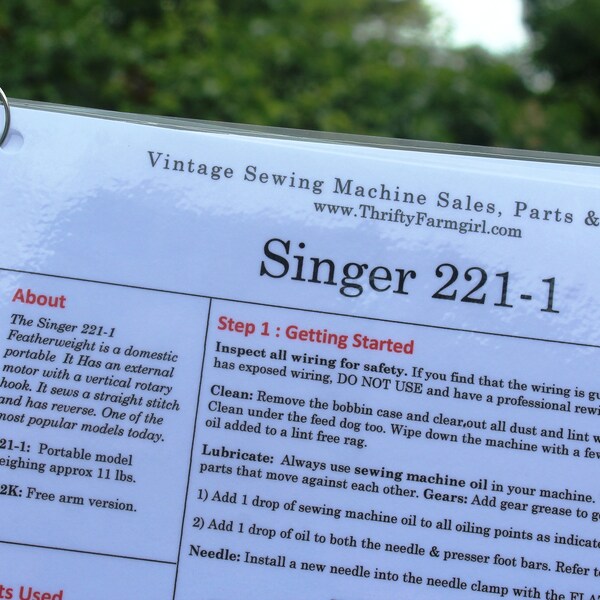 Vintage Sewing Machine Sales, Parts &
www.ThriftyFarmgirl.com
Singer 221-1
About
The Singer 221-1
Featherweight is a domestic
portable It Has an external
motor with a vertical rotary
hook. It sews a straight stitch
and has reverse. One of the
most popular models today.
21-1: Portable model
eighing approx 11 lbs.
2K: Free arm version.
ts Used
Step 1 : Getting Started
Inspect all wiring for safety. If you find that the wiring is gu
has exposed wiring, DO NOT USE and have a professional rewi
Clean: Remove the bobbin case and clear,out all dust and lint w
Clean under the feed dog too. Wipe down the machine with a few
oil added to a lint free rag.
Lubricate: Always use sewing machine oil in your machine.
parts that move against each other. Gears: Add gear grease to ge
1) Add 1 drop of sewing machine oil to all oiling points as indicate
2) Add 1 drop of oil to both the needle & presser foot bars. Refer to
Needle: Install a new needle into the needle clamp with the FLA